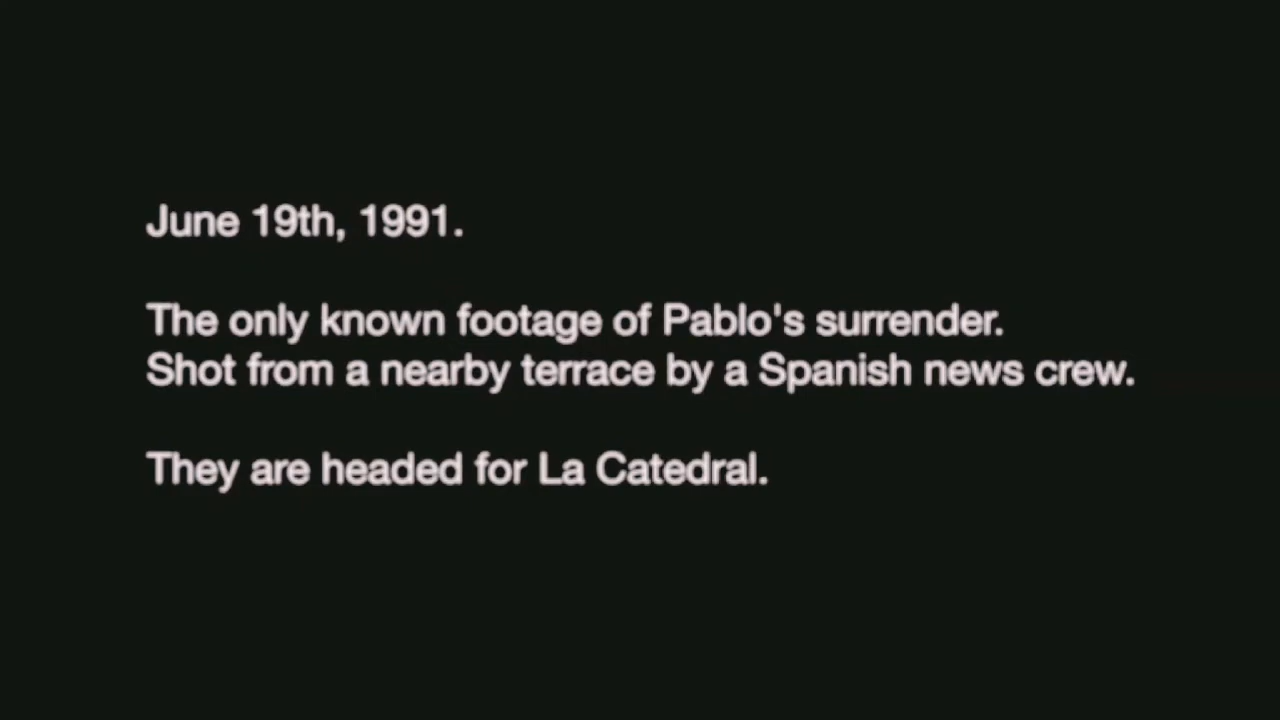 June 19th, 1991.
The only known footage of Pablo's surrender.
Shot from a nearby terrace by a Spanish news crew.
They are headed for La Catedral.